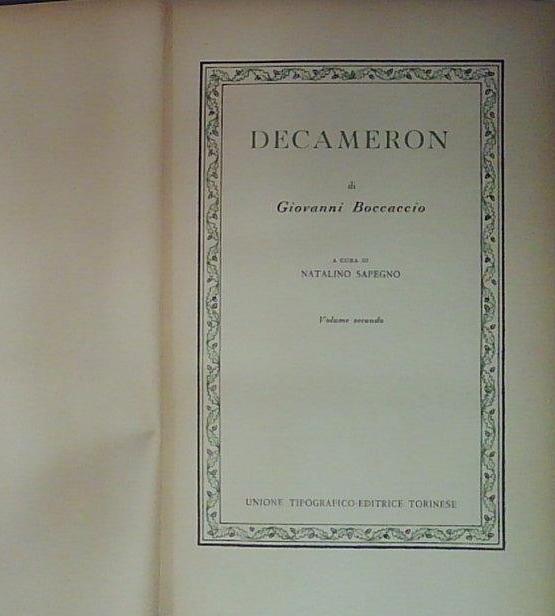 DECAMERON
di
Giovanni Boccaccio
A CURA DI
NATALINO SAPEGNO
Volume secondo
UNIONE TIPOGRAFICO-EDITRICE TORINESE